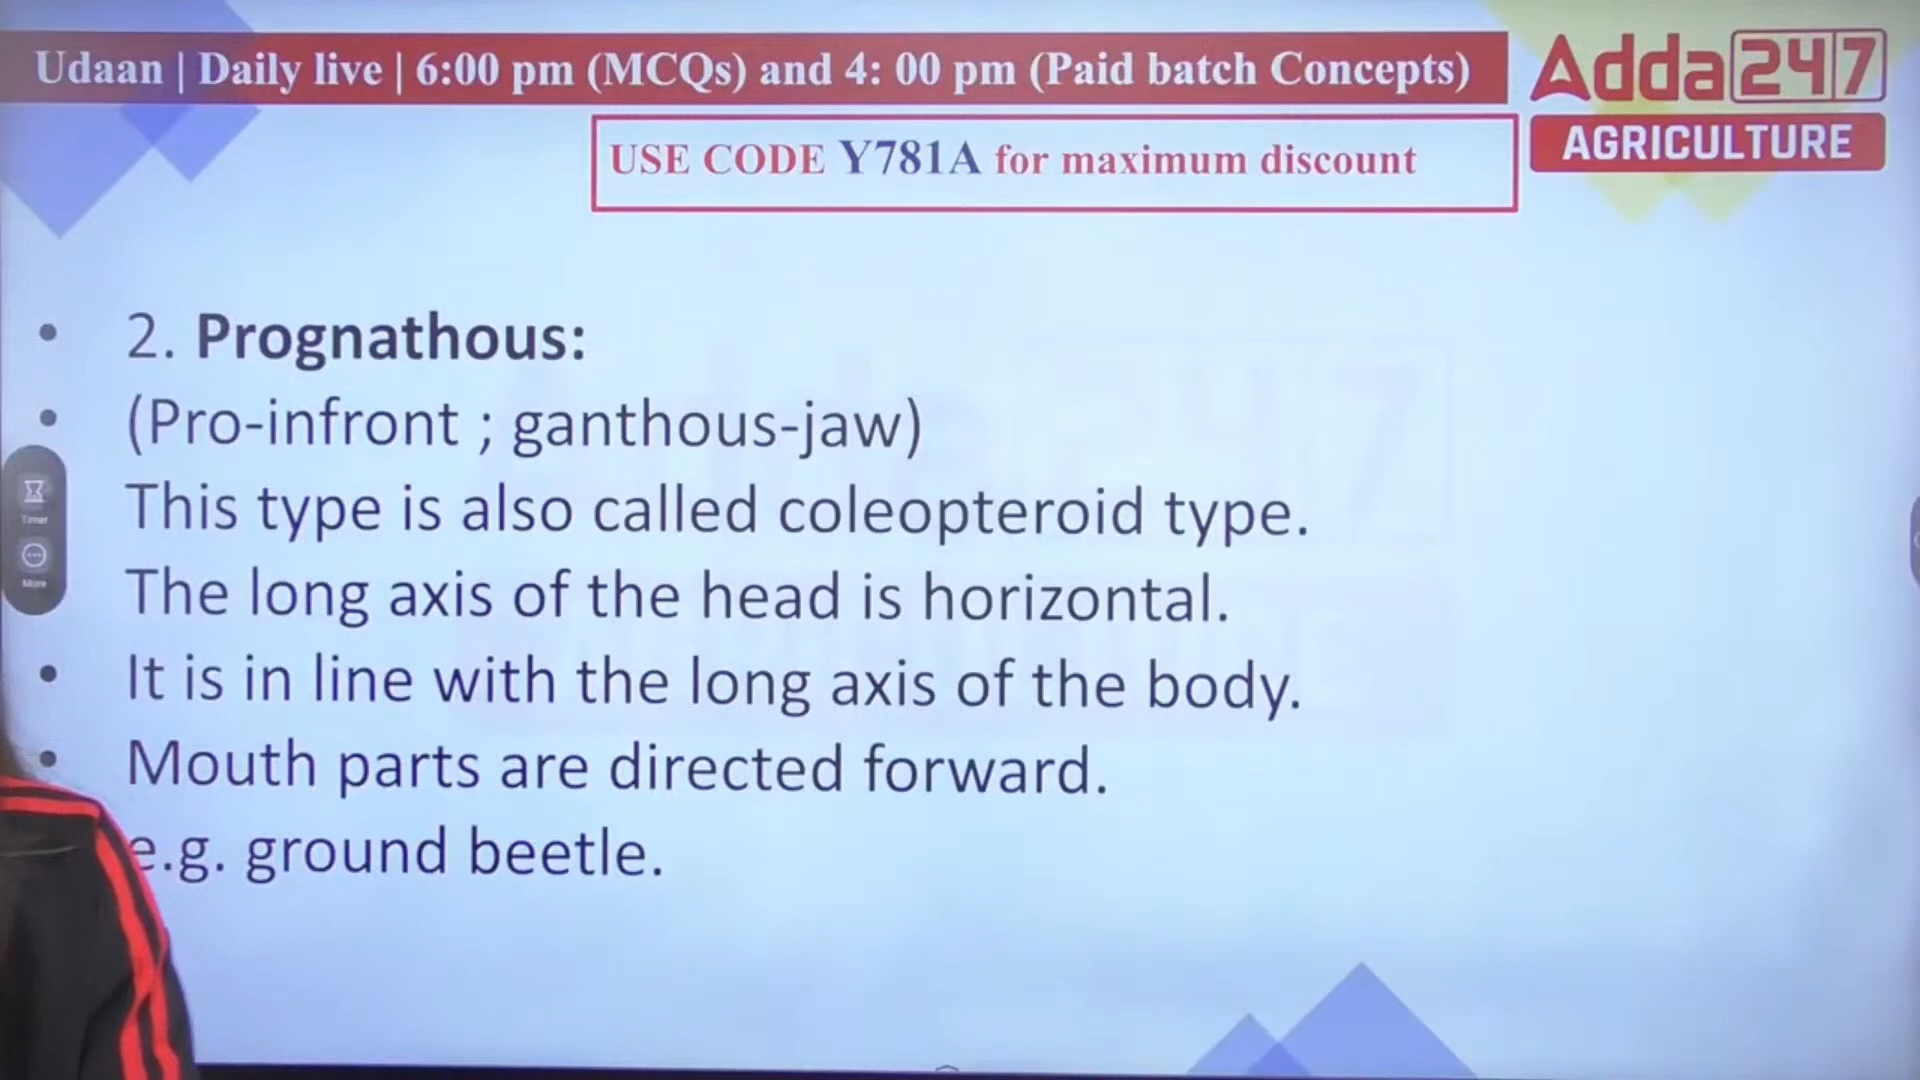 Udaan | Daily live | 6:00 pm (MCQs) and 4: 00 pm (Paid batch Concepts)
Adda247
AGRICULTURE
USE CODE Y781A for maximum discount
• 2. Prognathous:
• (Pro-infront ; ganthous-jaw)
This type is also called coleopteroid type.
The long axis of the head is horizontal.
• It is in line with the long axis of the body.
• Mouth parts are directed forward.
e.g. ground beetle.
Timer
More